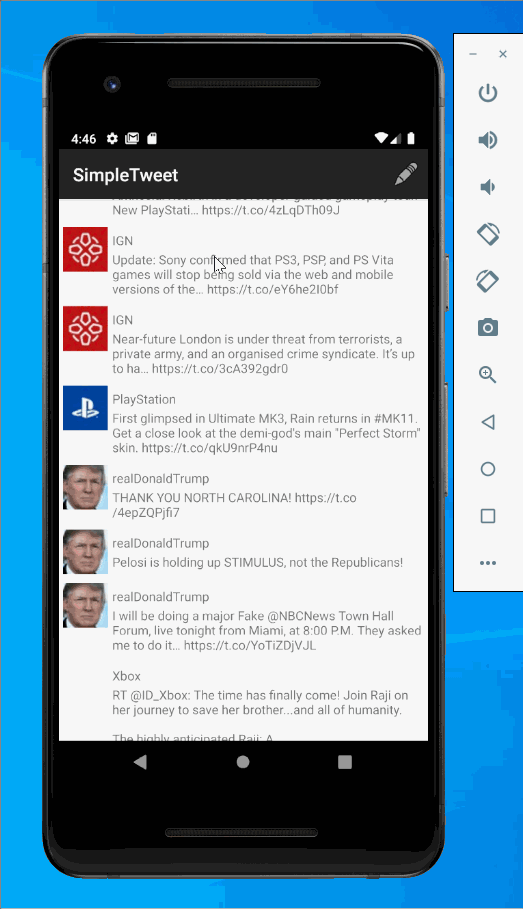 4:46
SimpleTweet
New PlayStati... https://t.co/4zLqDTh09J
IGN
Update: Sony confirmed that PS3, PSP, and PS Vita
games will stop being sold via the web and mobile
versions of the... https://t.co/eY6he2I0bf
IGN
Near-future London is under threat from terrorists, a
private army, and an organised crime syndicate. It's up
to ha... https://t.co/3cA392gdr0
PlayStation
First glimpsed in Ultimate MK3, Rain returns in #MK11.
Get a close look at the demi-god's main "Perfect Storm"
skin. https://t.co/qkU9nrP4nu
realDonaldTrump
THANK YOU NORTH CAROLINA! https://t.co
/4epZQPjfi7
realDonaldTrump
Pelosi is holding up STIMULUS, not the Republicans!
realDonaldTrump
I will be doing a major Fake @NBCNews Town Hall
Forum, live tonight from Miami, at 8:00 P.M. They asked
me to do it... https://t.co/YoTiZDjVJL
Xbox
RT @ID_Xbox: The time has finally come! Join Raji on
her journey to save her brother...and all of humanity.
The highly anticipated Raji: A